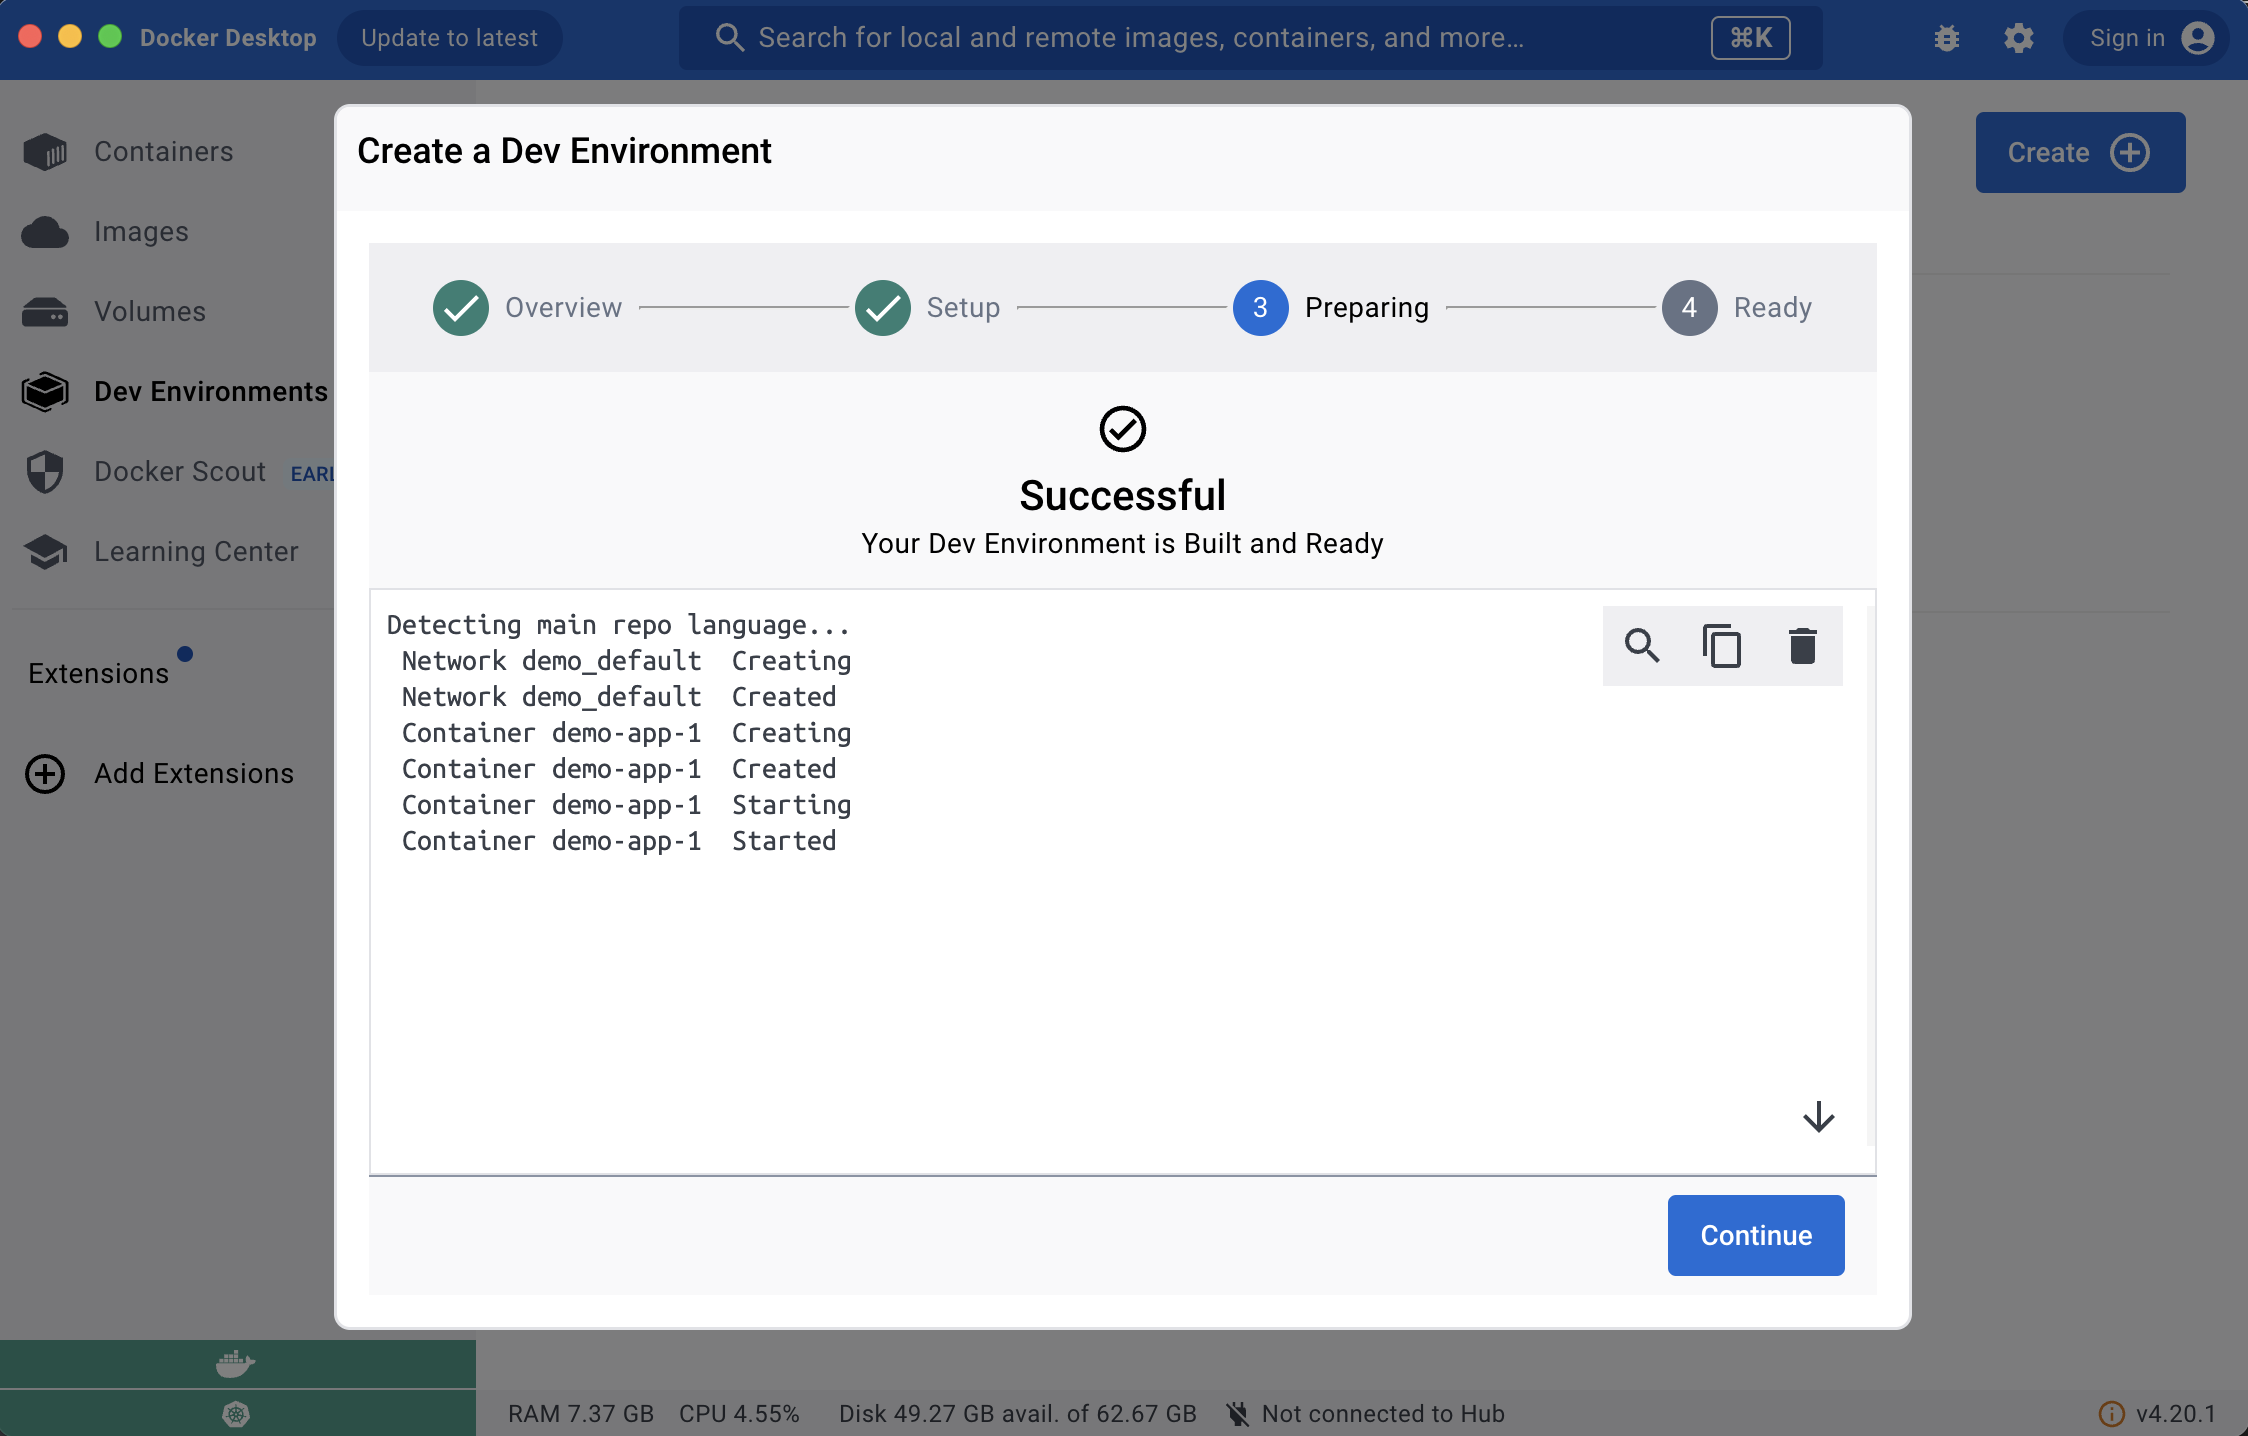 Docker Desktop
Update to latest
Search for local and remote images, containers, and more...
⌘K
Sign in
Containers
Images
Volumes
Dev Environments
Docker Scout
EARL
Learning Center
Extensions
Add Extensions
Create
Create a Dev Environment
Overview
Setup
3 Preparing
4 Ready
Successful
Your Dev Environment is Built and Ready
Detecting main repo language...
Network demo_default  Creating
Network demo_default  Created
Container demo-app-1  Creating
Container demo-app-1  Created
Container demo-app-1  Starting
Container demo-app-1  Started
Continue
RAM 7.37 GB CPU 4.55% Disk 49.27 GB avail. of 62.67 GB Not connected to Hub
v4.20.1